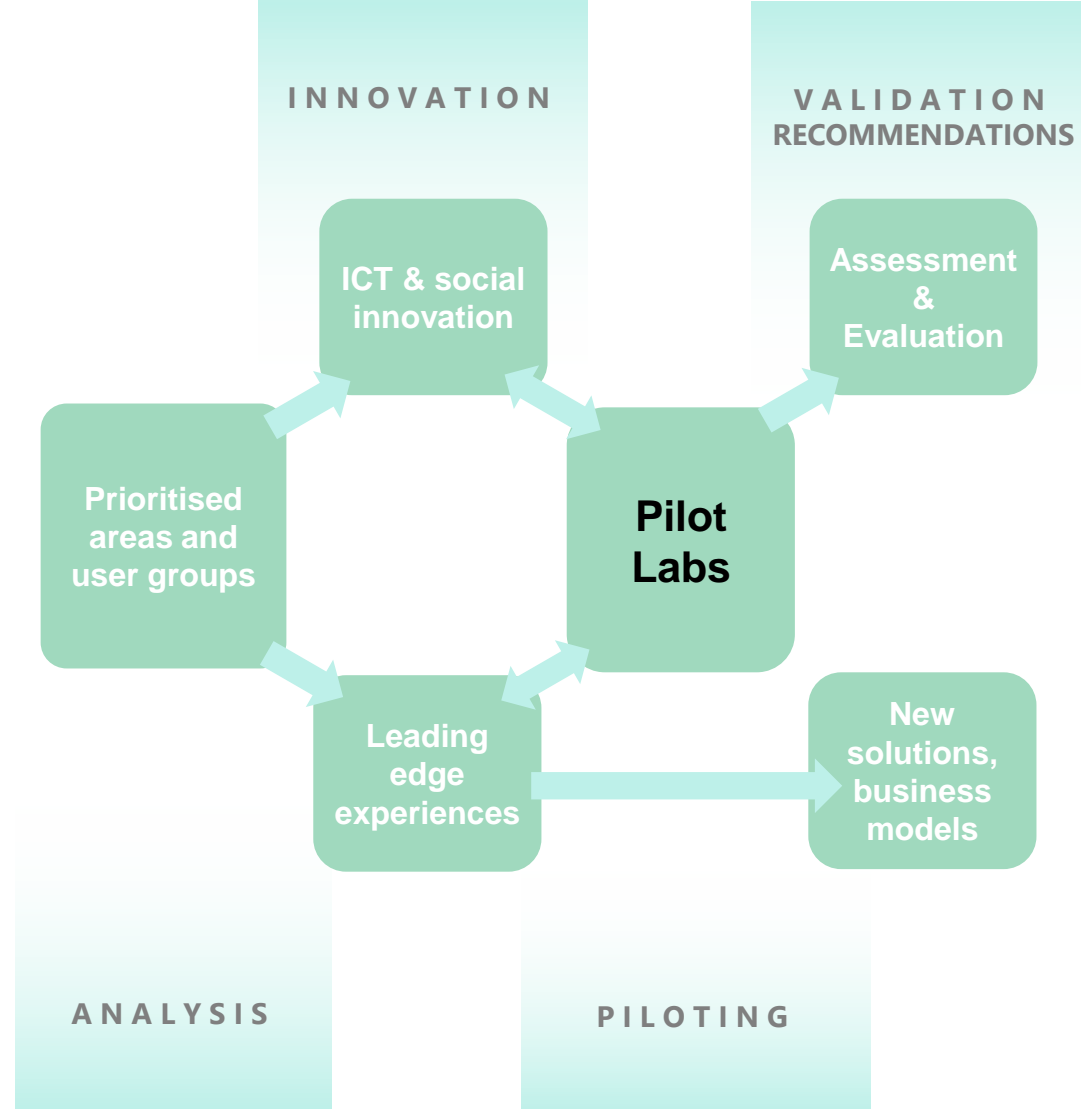 INNOVATION
VALIDATION
RECOMMENDATIONS
ICT & social
innovation
Assessment
&
Evaluation
Prioritised
areas and
user groups
Pilot
Labs
Leading
edge
experiences
New
solutions,
business
models
ANALYSIS
PILOTING